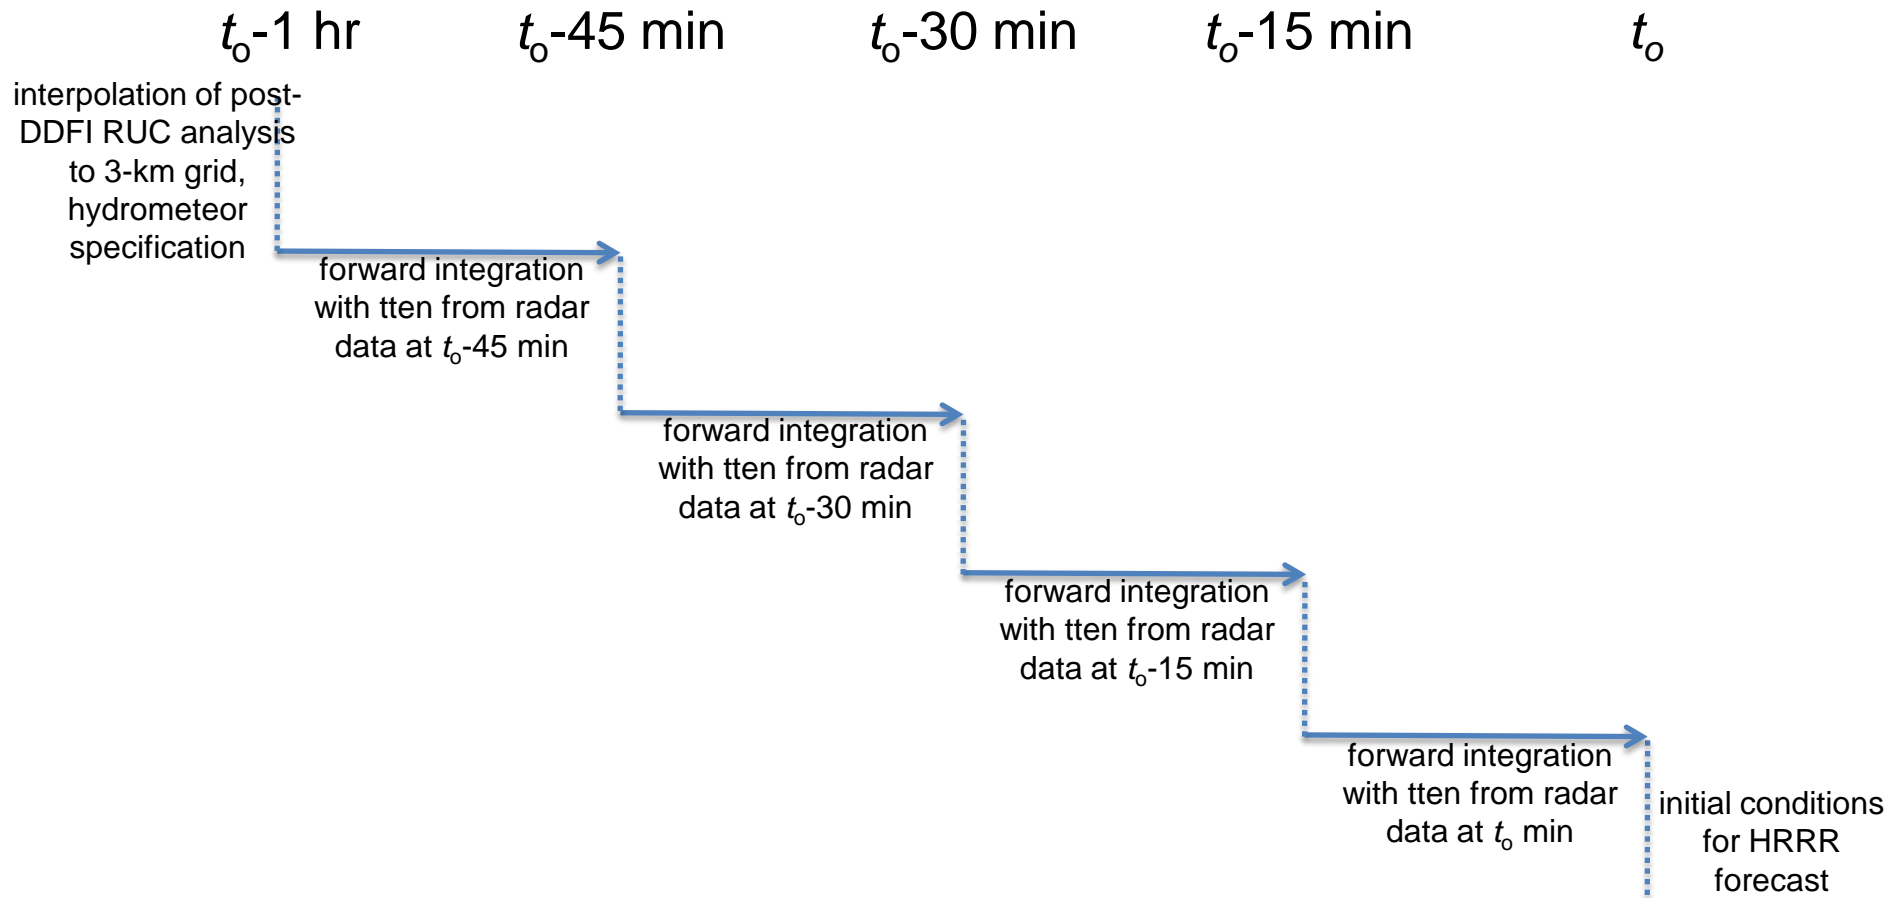 t₀-1 hr t₀-45 min t₀-30 min t₀-15 min t₀
interpolation of post-
DDFI RUC analysis
to 3-km grid,
hydrometeor
specification
forward integration
with tten from radar
data at t₀-45 min
forward integration
with tten from radar
data at t₀-30 min
forward integration
with tten from radar
data at t₀-15 min
forward integration
with tten from radar
data at t₀ min
initial conditions
for HRRR
forecast